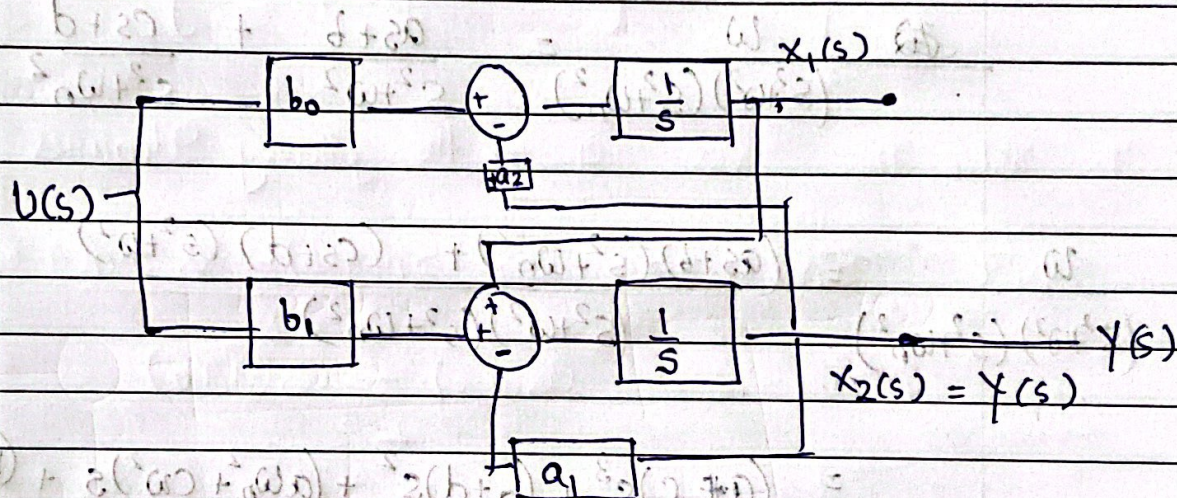 X₁(s)
b₀ + - 1/s
a₂
U(s)
b₁ + + - 1/s Y(s)
X₂(s) = Y(s)
a₁